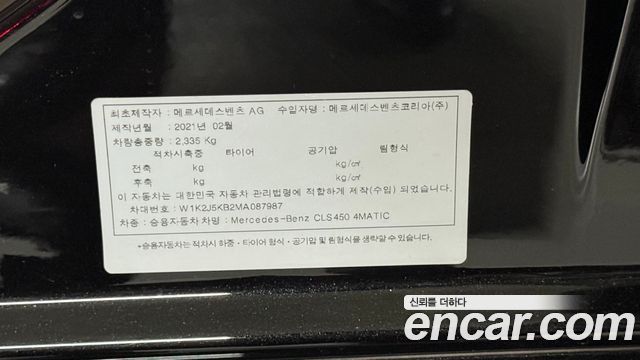 최초제작자 : 메르세데스벤츠 AG 수입자명 : 메르세데스벤츠코리아(주)
제작년월 : 2021년 02월
차량총중량 : 2,335 Kg
적차시축중 타이어 공기압 림형식
전축 kg kg/㎠
후축 kg kg/㎠
이 자동차는 대한민국 자동차 관리법령에 적합하게 제작(수입) 되었습니다.
차대번호 : W1K2J5KB2MA087987
차종 : 승용자동차 차명 : Mercedes-Benz CLS450 4MATIC
*승용자동차는 적차시 하중·타이어 형식·공기압 및 림형식을 생략할 수 있습니다.
신뢰를 더하다
encar.com